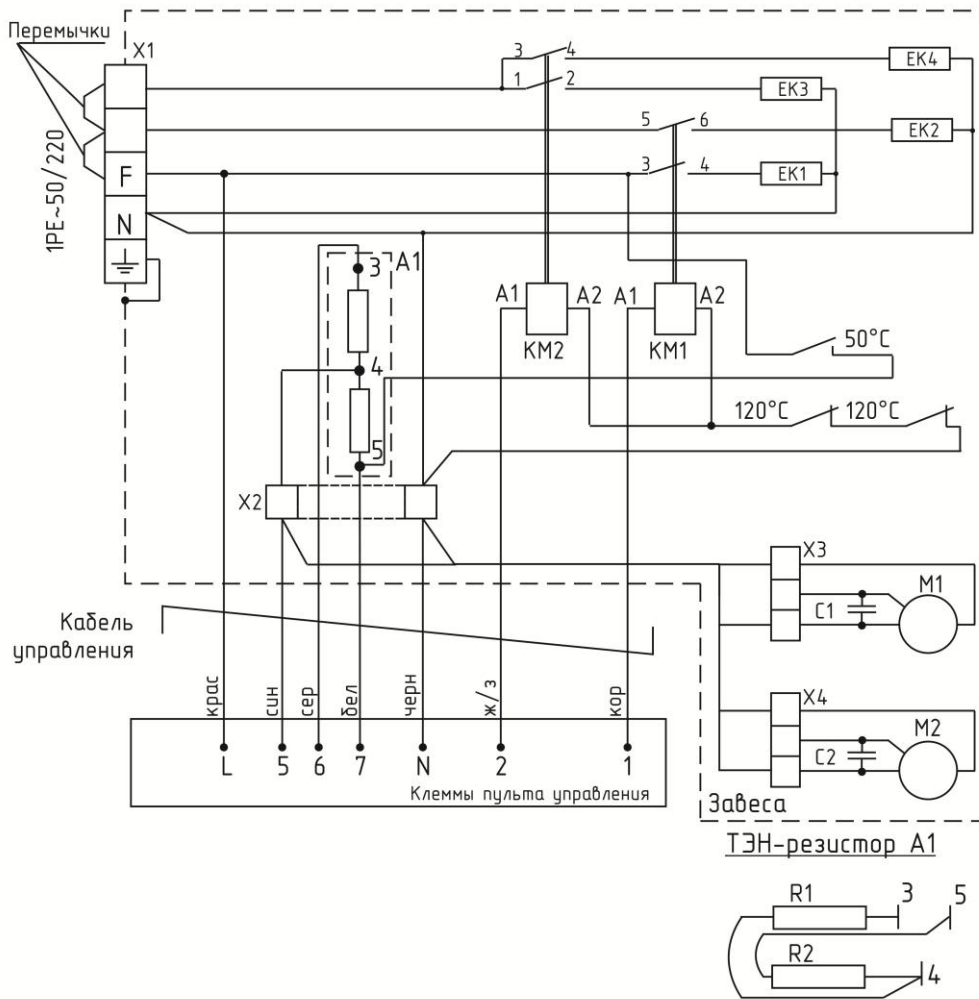 Перемычки
X1
1PE~50/220
F
N
3
4
1
2
5
6
3
4
EK4
EK3
EK2
EK1
3
A1
4
5
A1
A2
KM2
A1
A2
KM1
50°C
120°C
120°C
X2
X3
C1
M1
X4
C2
M2
Завеса
Кабель
управления
крас
син
сер
бел
черн
ж/з
кор
L
5
6
7
N
2
1
Клеммы пульта управления
ТЭН-резистор А1
R1
3
5
R2
4